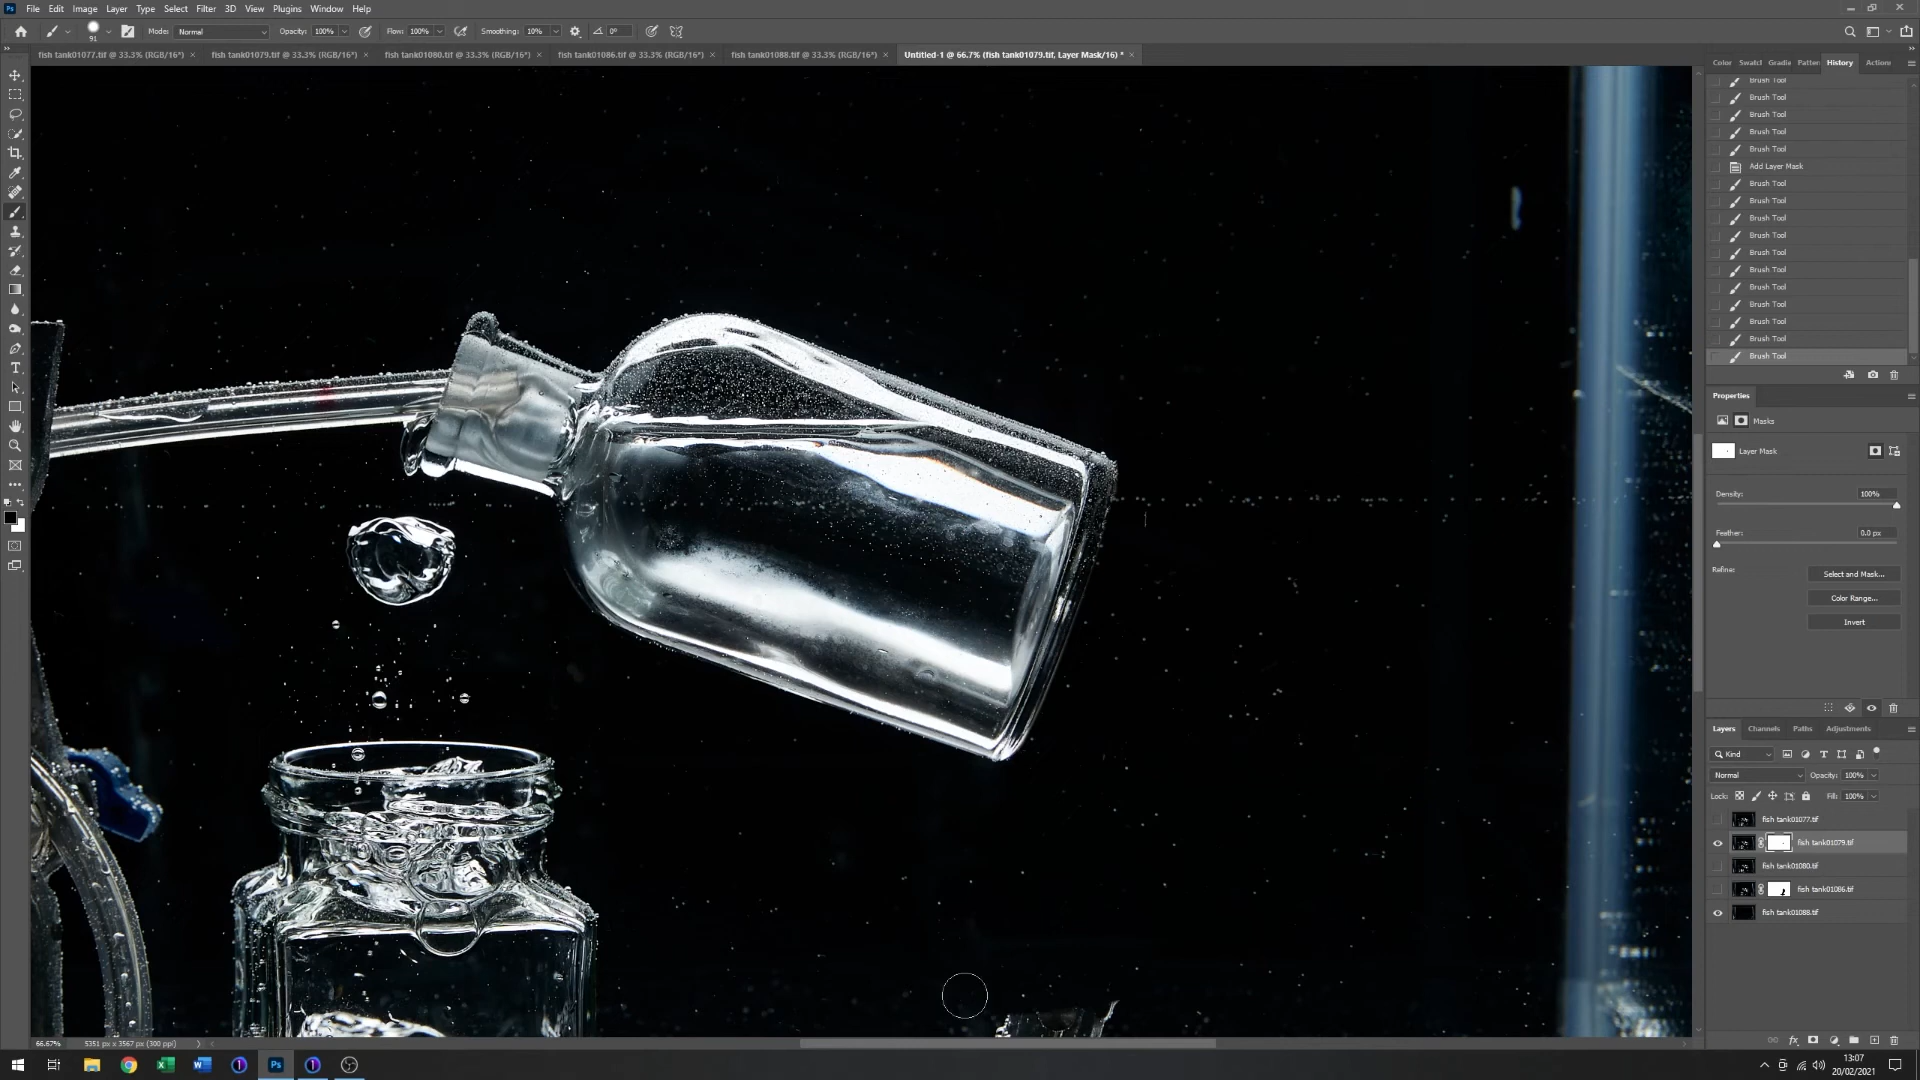 Ps File Edit Image Layer Type Select Filter 3D View Plugins Window Help
91 Mode: Normal Opacity: 100% Flow: 100% Smoothing: 10% 0°
fish tank01077.tif @ 33.3% (RGB/16*) × fish tank01079.tif @ 33.3% (RGB/16*) × fish tank01080.tif @ 33.3% (RGB/16*) × fish tank01086.tif @ 33.3% (RGB/16*) × fish tank01088.tif @ 33.3% (RGB/16*) × Untitled-1 @ 66.7% (fish tank01079.tif, Layer Mask/16) * ×
Color Swatcl Gradie Patter History Action
Brush Tool
Brush Tool
Brush Tool
Brush Tool
Brush Tool
Add Layer Mask
Brush Tool
Brush Tool
Brush Tool
Brush Tool
Brush Tool
Brush Tool
Brush Tool
Brush Tool
Brush Tool
Brush Tool
Brush Tool
Properties
Masks
Layer Mask
Density: 100%
Feather: 0.0 px
Refine: Select and Mask...
Color Range...
Invert
Layers Channels Paths Adjustments
Kind
Normal Opacity: 100%
Lock: Fill: 100%
fish tank01077.tif
fish tank01079.tif
fish tank01080.tif
fish tank01086.tif
fish tank01088.tif
66.67% 5351 px x 3567 px (300 ppi)
13:07
20/02/2021